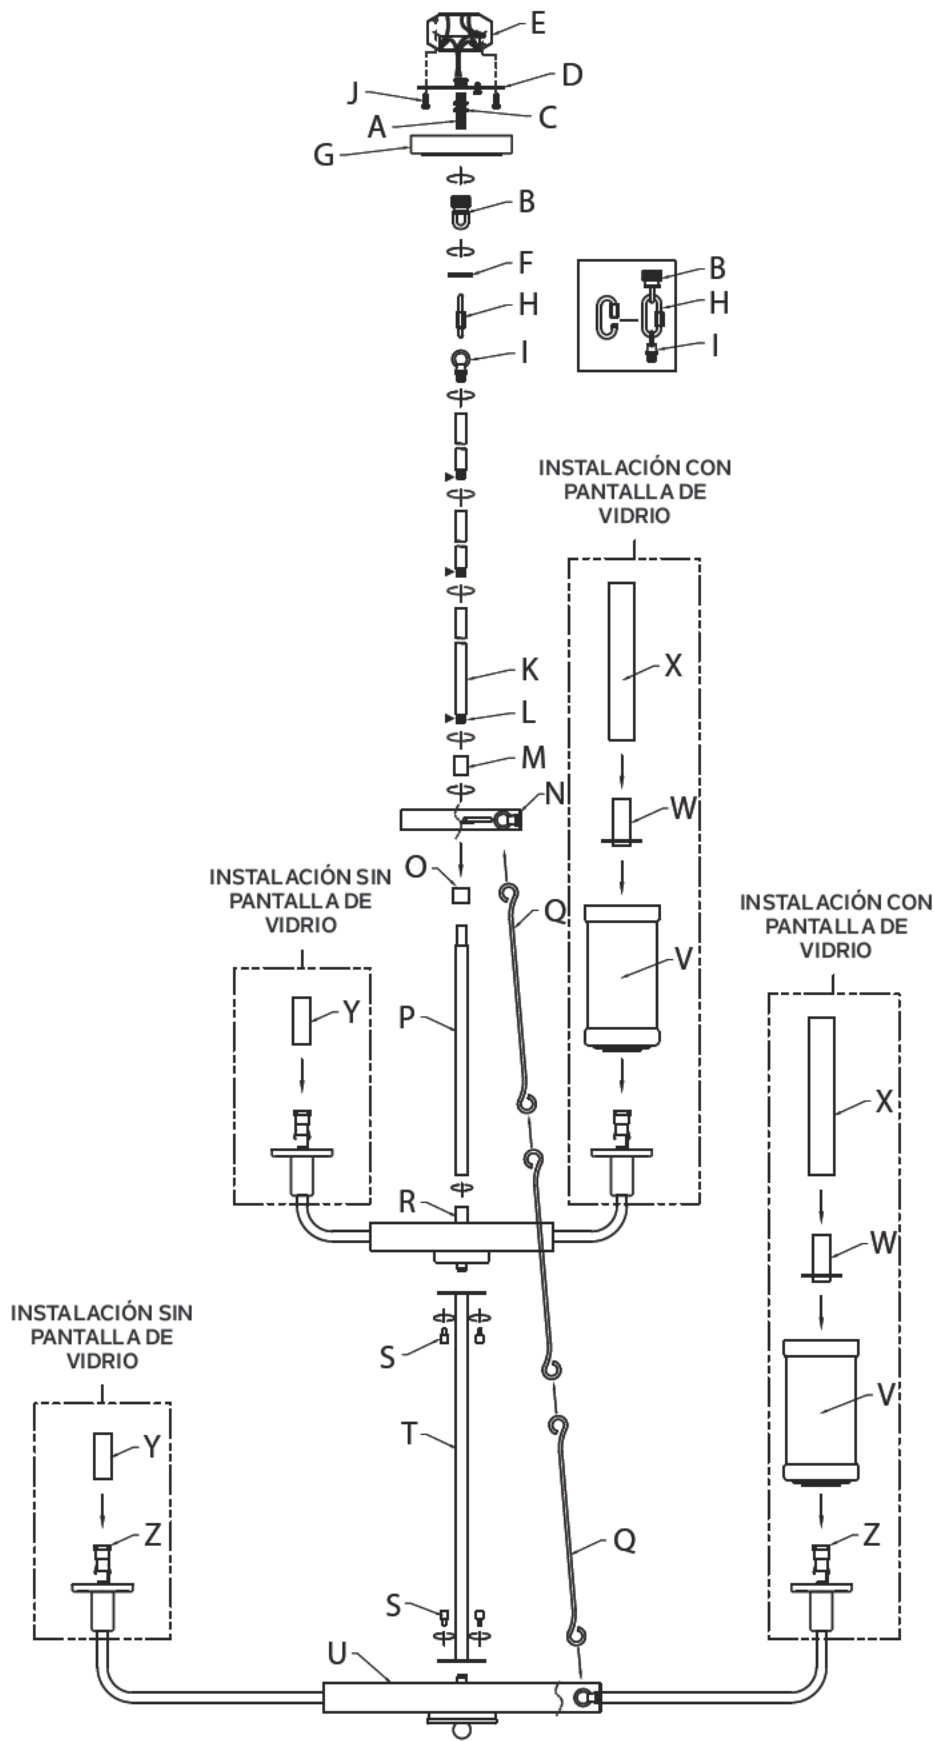 E
D
J
C
A
G
B
F
B
H
H
I
I
INSTALACIÓN CON
PANTALLA DE
VIDRIO
K
X
L
M
N
W
O
INSTALACIÓN SIN
PANTALLA DE
VIDRIO
INSTALACIÓN CON
PANTALLA DE
VIDRIO
Q
V
Y
P
X
R
W
INSTALACIÓN SIN
PANTALLA DE
VIDRIO
S
V
T
Y
Z
Q
Z
S
U